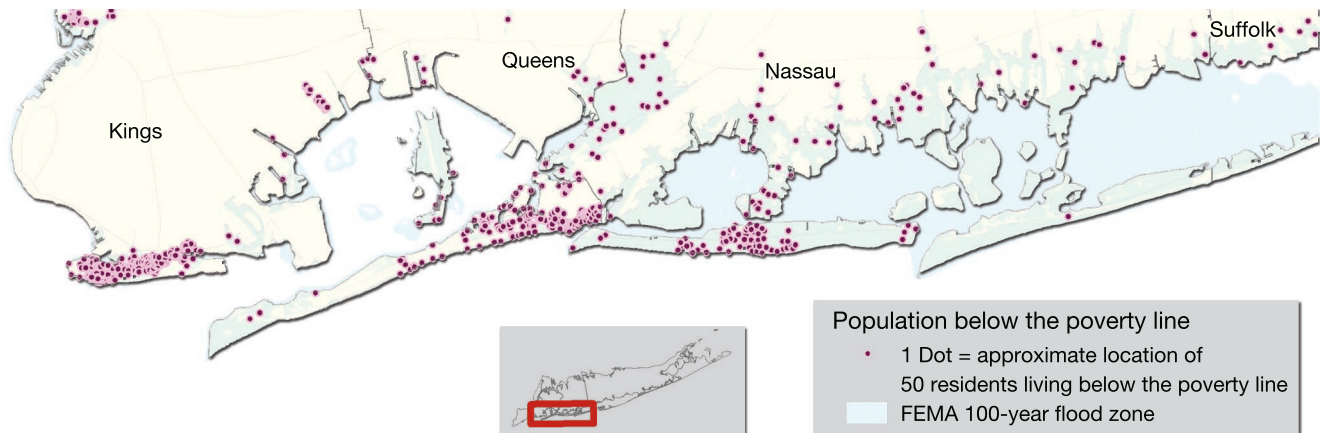 Suffolk
Queens
Nassau
Kings
Population below the poverty line
1 Dot = approximate location of
50 residents living below the poverty line
FEMA 100-year flood zone